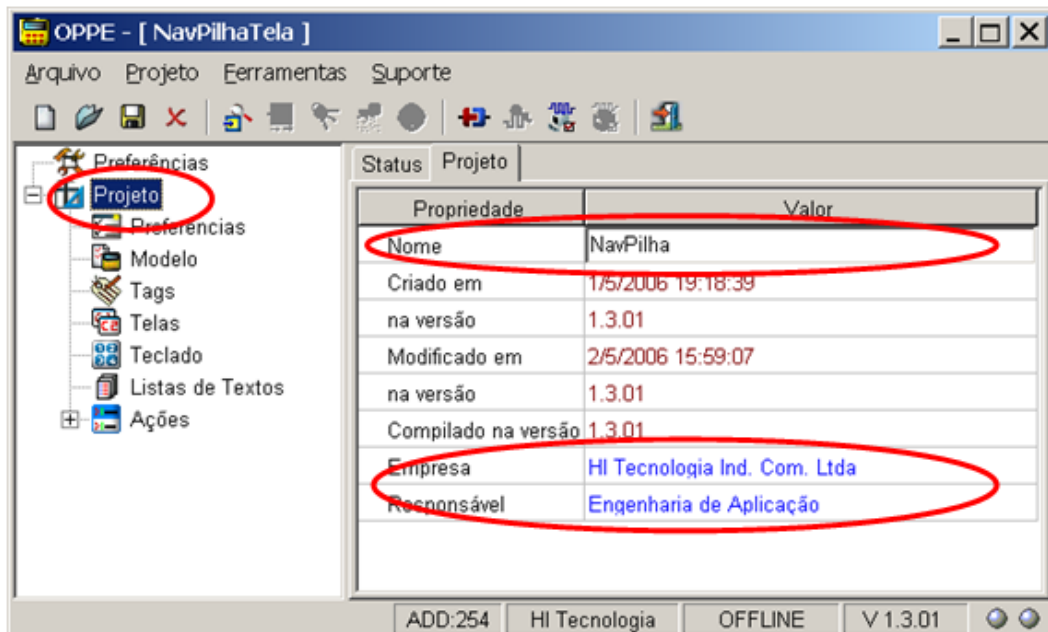 OPPE - [ NavPilhaTela ]
Arquivo Projeto Ferramentas Suporte
Preferências
Projeto
Preferencias
Modelo
Tags
Telas
Teclado
Listas de Textos
Ações
Status Projeto
Propriedade Valor
Nome NavPilha
Criado em 1/5/2006 19:18:39
na versão 1.3.01
Modificado em 2/5/2006 15:59:07
na versão 1.3.01
Compilado na versão 1.3.01
Empresa HI Tecnologia Ind. Com. Ltda
Responsável Engenharia de Aplicação
ADD:254 HI Tecnologia OFFLINE V 1.3.01